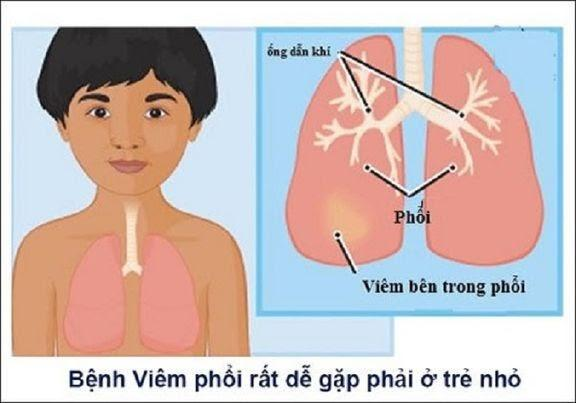 ống dẫn khí
Phổi
Viêm bên trong phổi
Bệnh Viêm phổi rất dễ gặp phải ở trẻ nhỏ